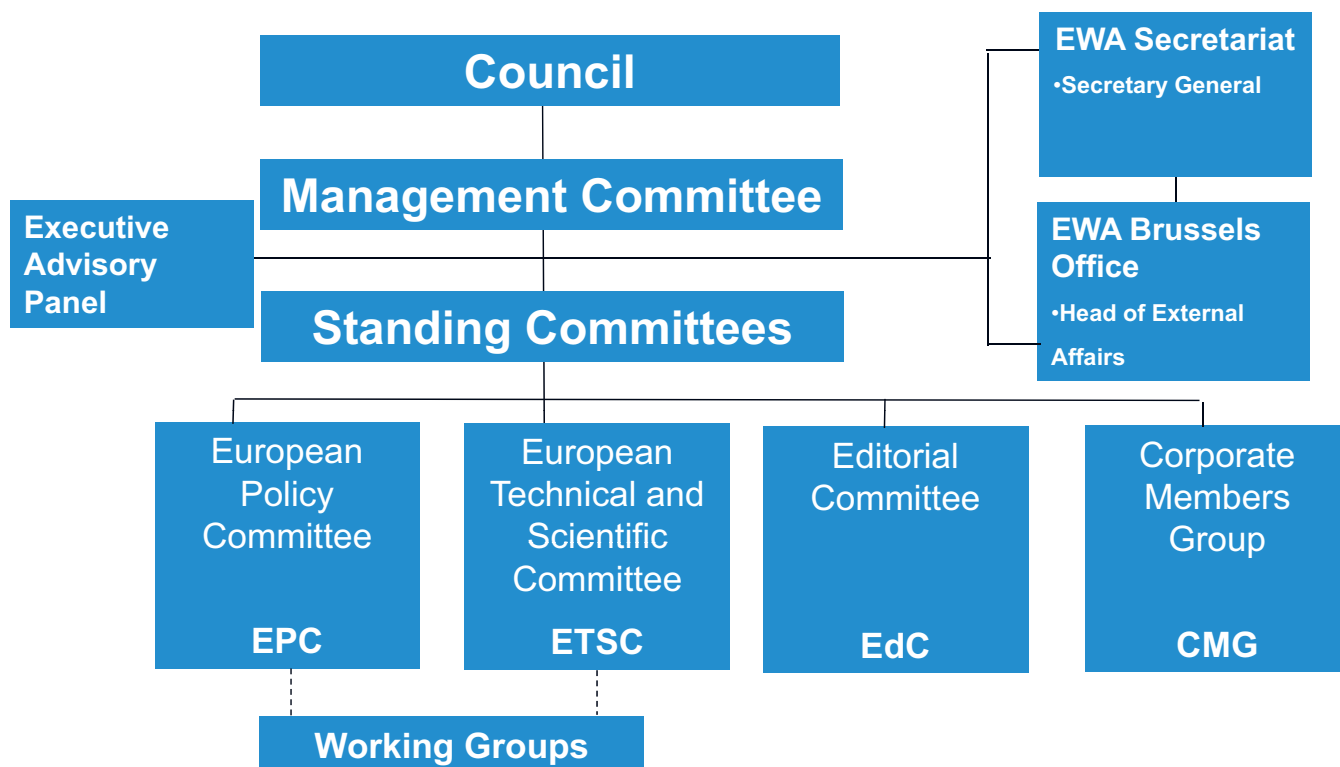 Council
EWA Secretariat
•Secretary General
Management Committee
Executive
Advisory
Panel
EWA Brussels
Office
•Head of External
Affairs
Standing Committees
European
Policy
Committee
EPC
European
Technical and
Scientific
Committee
ETSC
Editorial
Committee
EdC
Corporate
Members
Group
CMG
Working Groups